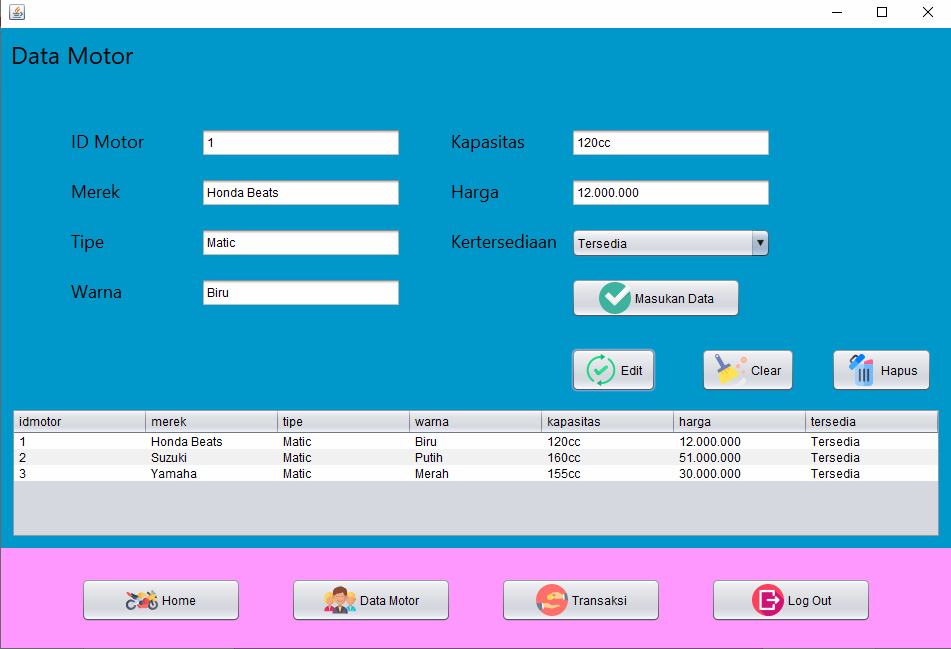 Data Motor
ID Motor 1 Kapasitas 120cc
Merek Honda Beats Harga 12.000.000
Tipe Matic Kertersediaan Tersedia
Warna Biru Masukan Data
Edit Clear Hapus
idmotor merek tipe warna kapasitas harga tersedia
1 Honda Beats Matic Biru 120cc 12.000.000 Tersedia
2 Suzuki Matic Putih 160cc 51.000.000 Tersedia
3 Yamaha Matic Merah 155cc 30.000.000 Tersedia
Home Data Motor Transaksi Log Out